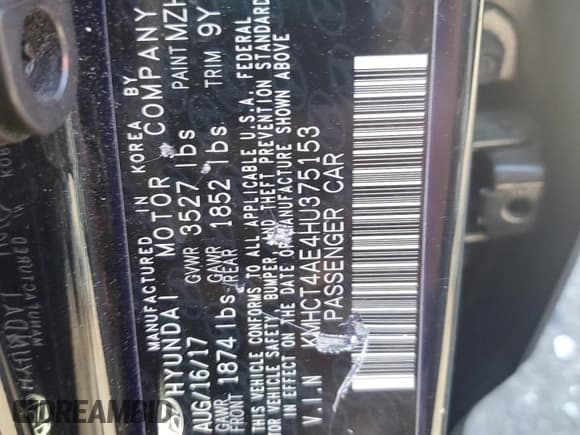 MANUFACTURED IN KOREA BY
HYUNDAI MOTOR COMPANY
AUG/16/17 GVWR 3527 lbs PAINT MZH
GAWR FRONT 1874 lbs GAWR REAR 1852 lbs TRIM 9Y
THIS VEHICLE CONFORMS TO ALL APPLICABLE U.S.A. FEDERAL
MOTOR VEHICLE SAFETY, BUMPER, AND THEFT PREVENTION STANDARD
IN EFFECT ON THE DATE OF MANUFACTURE SHOWN ABOVE
V.I.N KMHCT4AE4HU375153
PASSENGER CAR
DREAMOBID